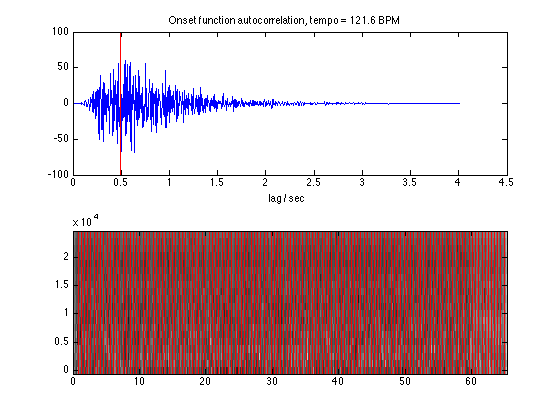 Onset function autocorrelation, tempo = 121.6 BPM
100
50
0
-50
-100
0 0.5 1 1.5 2 2.5 3 3.5 4 4.5
lag / sec
x 10^4
2
1.5
1
0.5
0
0 10 20 30 40 50 60